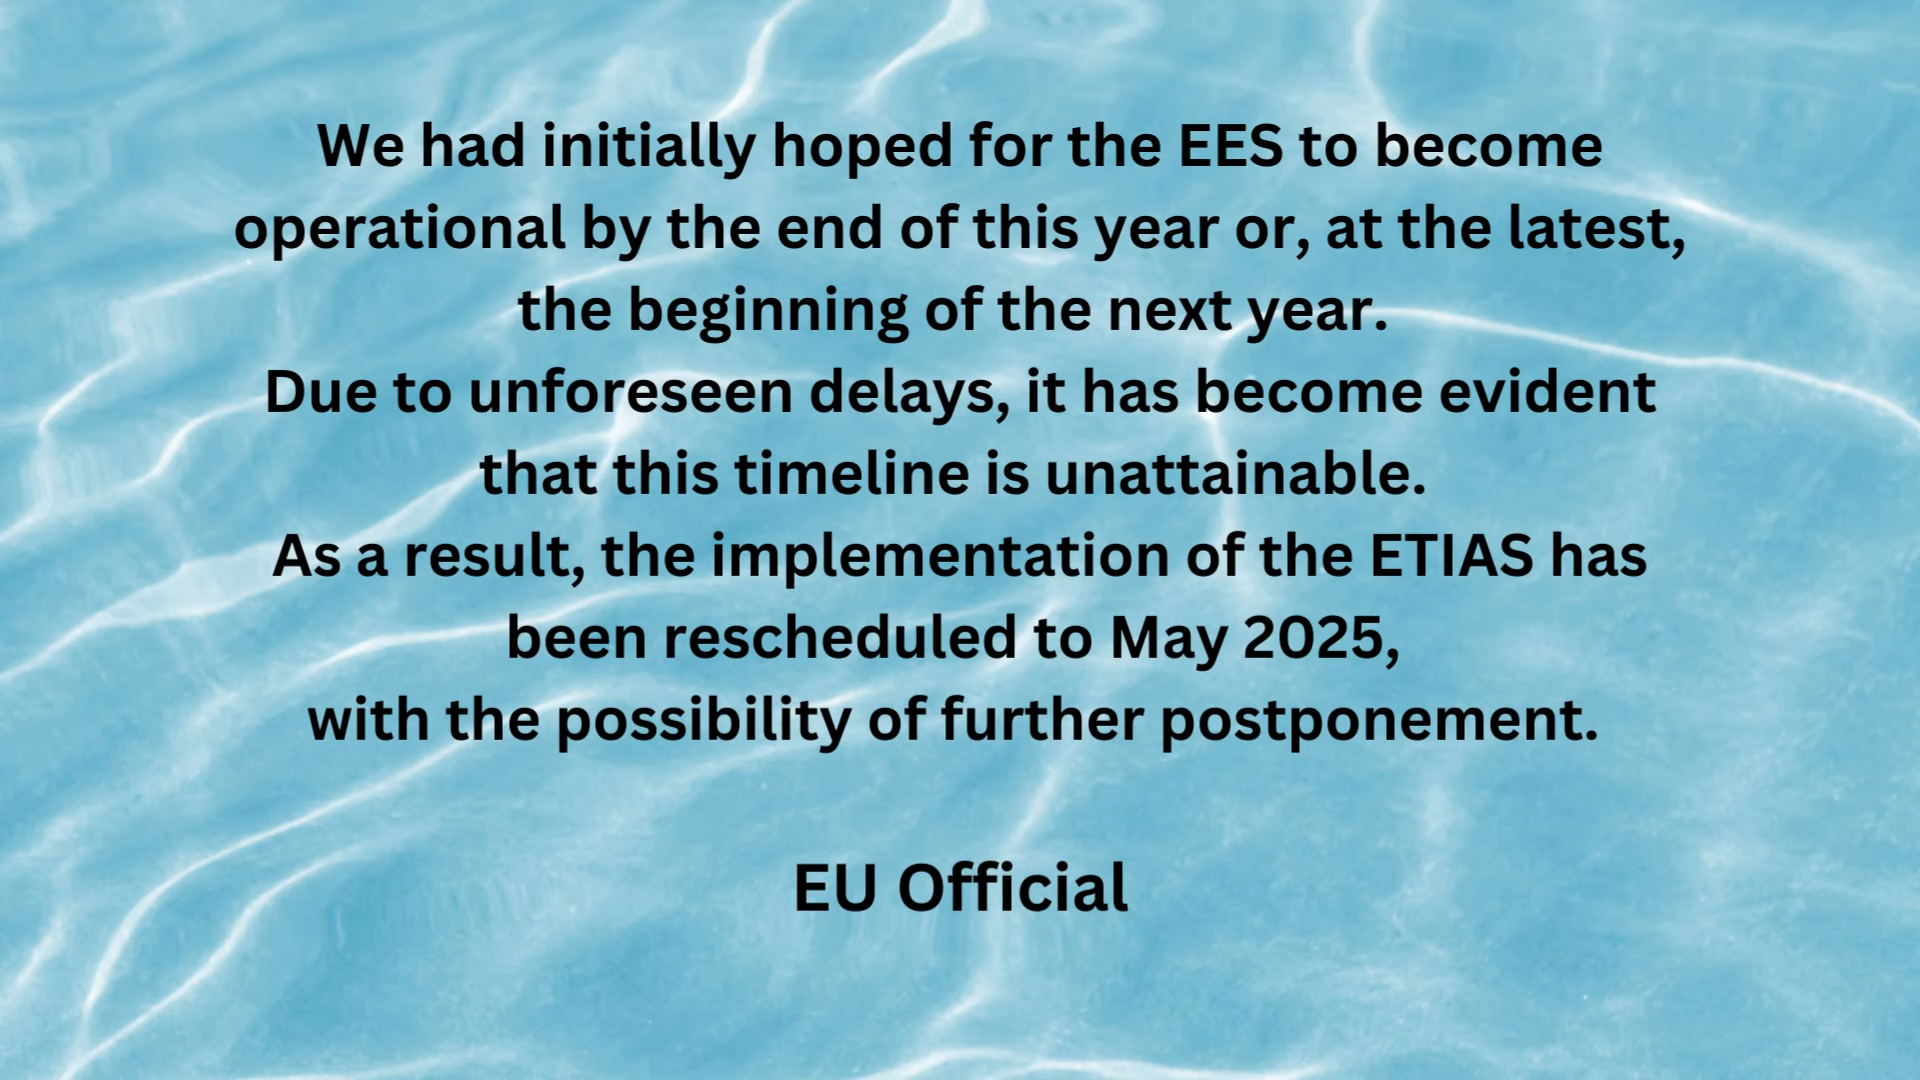 We had initially hoped for the EES to become
operational by the end of this year or, at the latest,
the beginning of the next year.
Due to unforeseen delays, it has become evident
that this timeline is unattainable.
As a result, the implementation of the ETIAS has
been rescheduled to May 2025,
with the possibility of further postponement.
EU Official